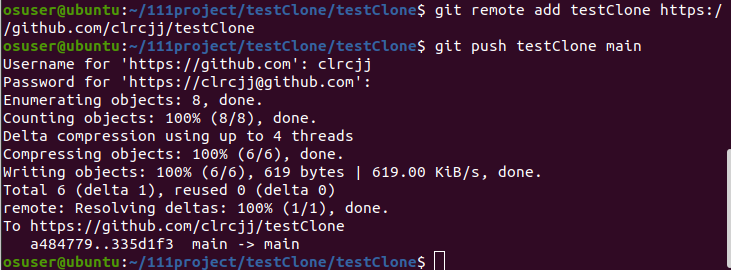 osuser@ubuntu:~/111project/testClone/testClone$ git remote add testClone https:/
/github.com/clrcjj/testClone
osuser@ubuntu:~/111project/testClone/testClone$ git push testClone main
Username for 'https://github.com': clrcjj
Password for 'https://clrcjj@github.com':
Enumerating objects: 8, done.
Counting objects: 100% (8/8), done.
Delta compression using up to 4 threads
Compressing objects: 100% (6/6), done.
Writing objects: 100% (6/6), 619 bytes | 619.00 KiB/s, done.
Total 6 (delta 1), reused 0 (delta 0)
remote: Resolving deltas: 100% (1/1), done.
To https://github.com/clrcjj/testClone
   a484779..335d1f3  main -> main
osuser@ubuntu:~/111project/testClone/testClone$